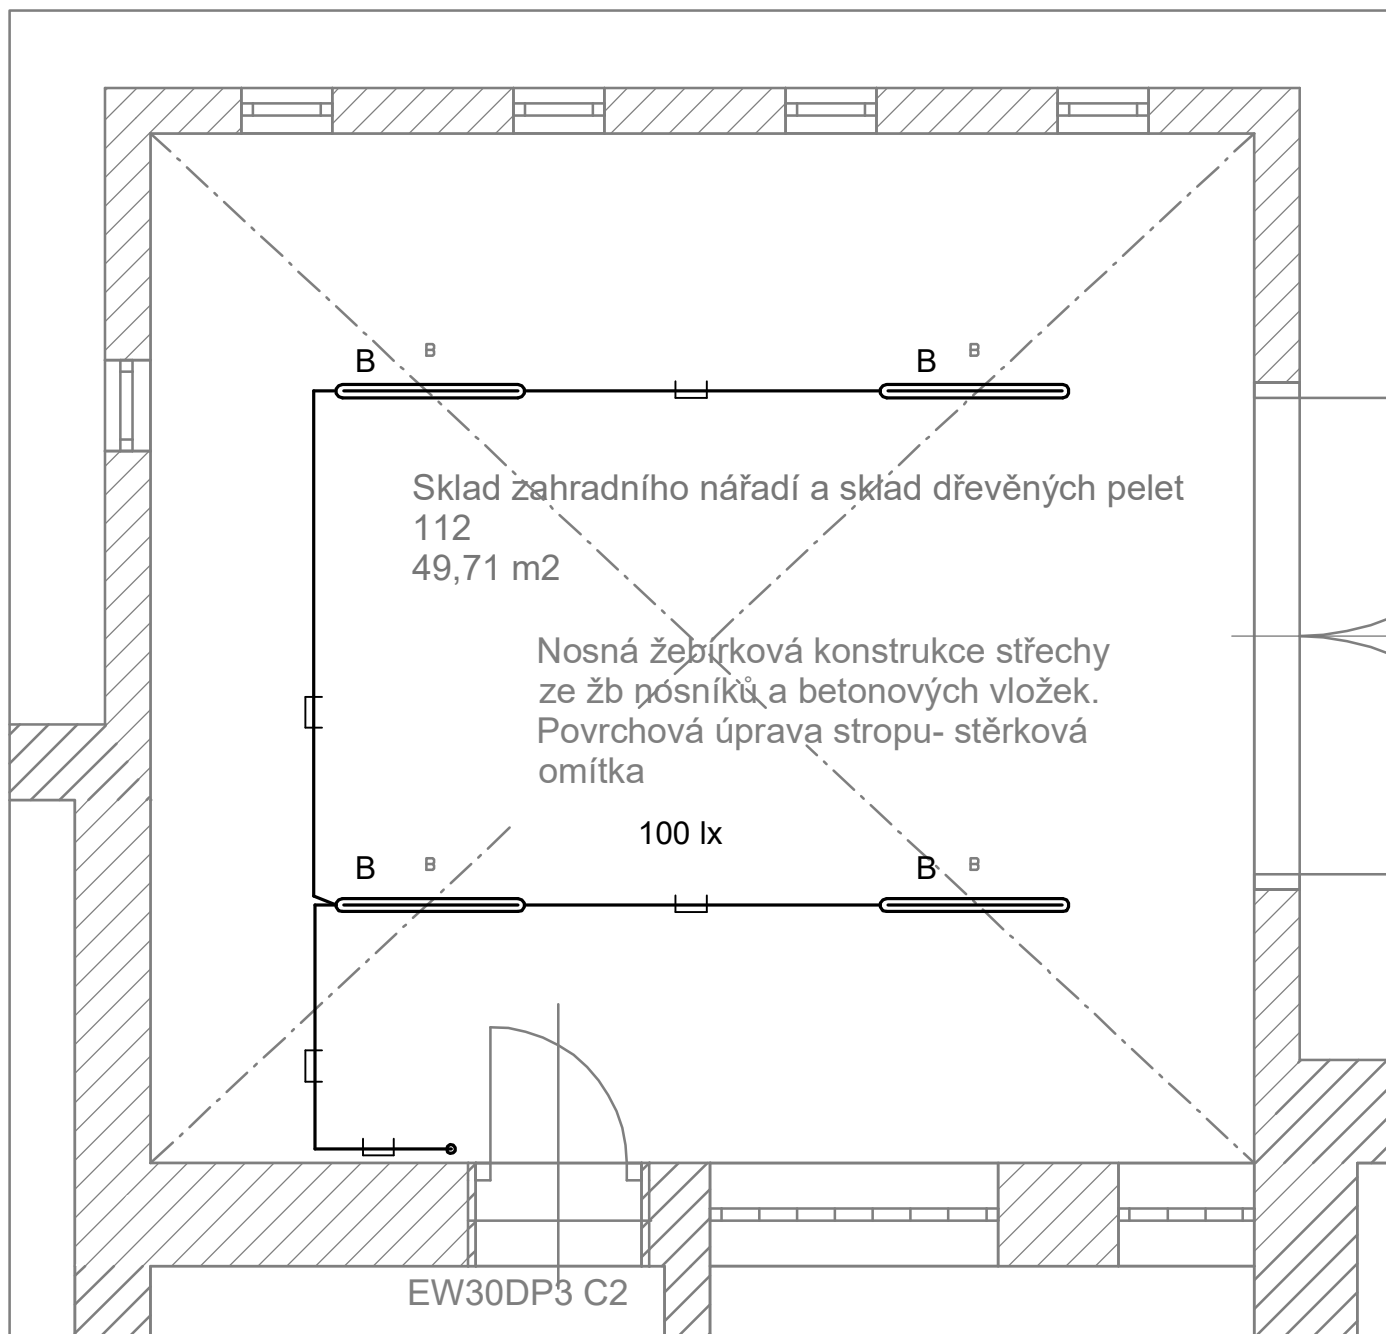 B B B B
Sklad zahradního nářadí a sklad dřevěných pelet
112
49,71 m2
Nosná žebírková konstrukce střechy
ze žb nosníků a betonových vložek.
Povrchová úprava stropu- stěrková
omítka
100 lx
B B B B
EW30DP3 C2